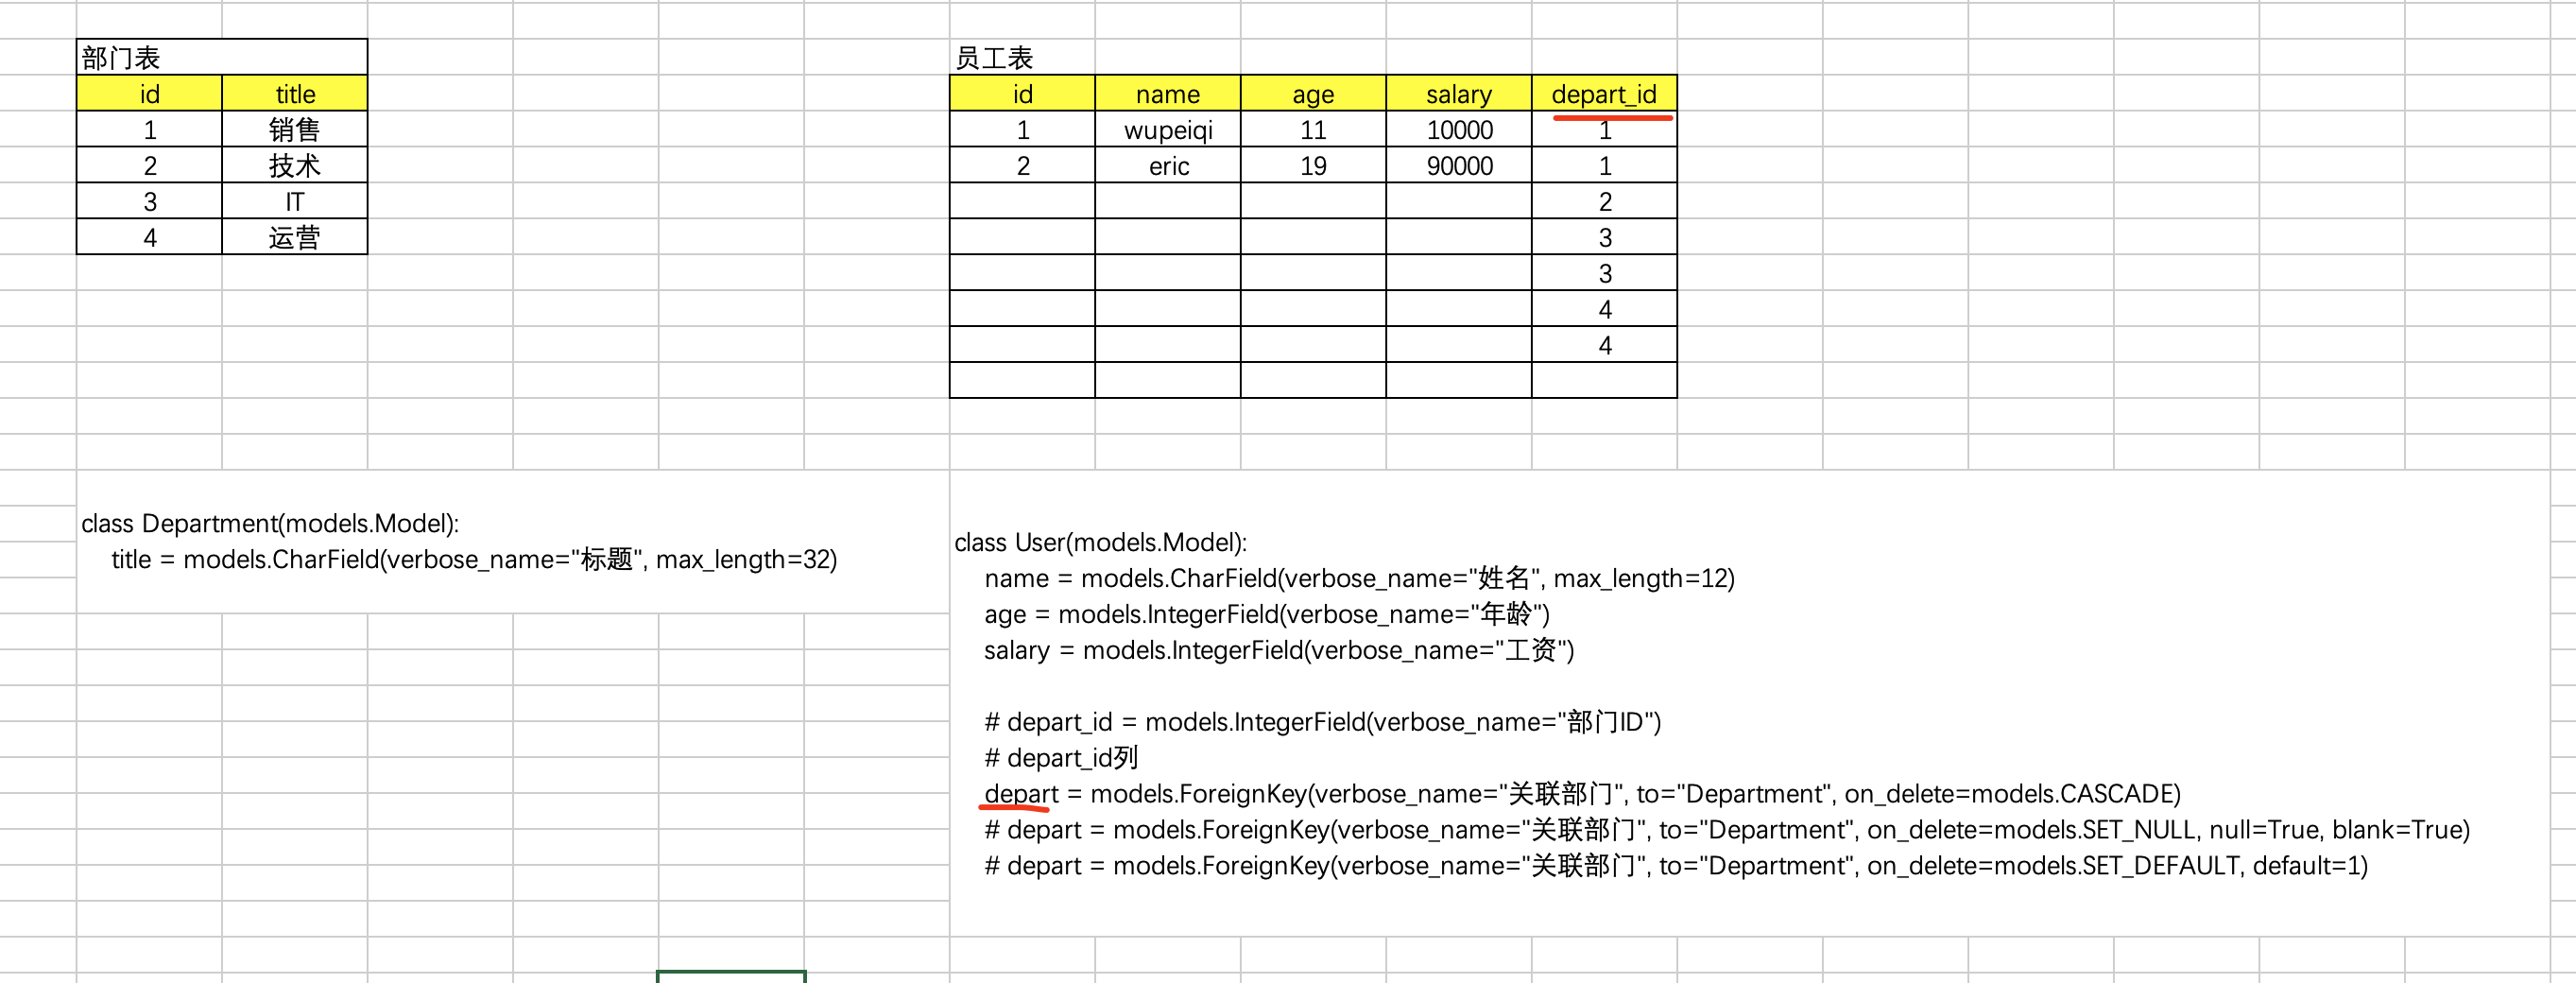 部门表
id title
1 销售
2 技术
3 IT
4 运营
员工表
id name age salary depart_id
1 wupeiqi 11 10000 1
2 eric 19 90000 1
2
3
3
4
4
class Department(models.Model):
title = models.CharField(verbose_name="标题", max_length=32)
class User(models.Model):
name = models.CharField(verbose_name="姓名", max_length=12)
age = models.IntegerField(verbose_name="年龄")
salary = models.IntegerField(verbose_name="工资")
# depart_id = models.IntegerField(verbose_name="部门ID")
# depart_id列
depart = models.ForeignKey(verbose_name="关联部门", to="Department", on_delete=models.CASCADE)
# depart = models.ForeignKey(verbose_name="关联部门", to="Department", on_delete=models.SET_NULL, null=True, blank=True)
# depart = models.ForeignKey(verbose_name="关联部门", to="Department", on_delete=models.SET_DEFAULT, default=1)